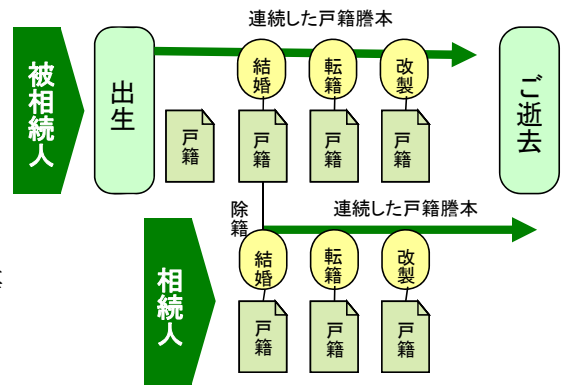 連続した戸籍謄本
被相続人
出生
結婚
転籍
改製
ご逝去
戸籍
戸籍
戸籍
戸籍
除籍
連続した戸籍謄本
相続人
結婚
転籍
改製
戸籍
戸籍
戸籍